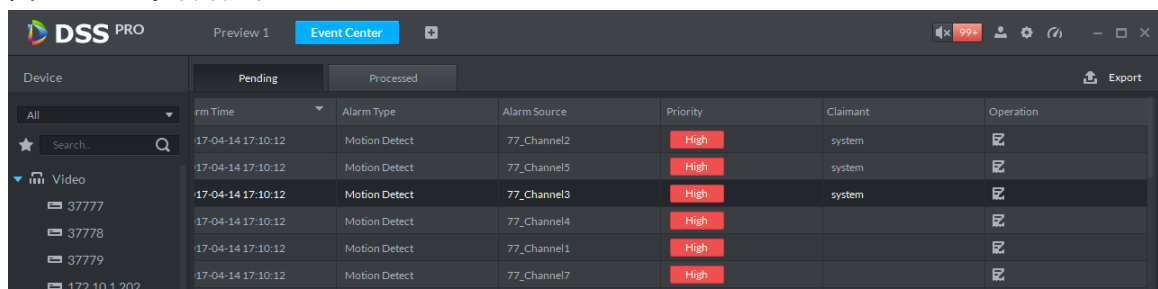 DSS PRO Preview 1 Event Center 99+
Device Pending Processed Export
All rm Time Alarm Type Alarm Source Priority Claimant Operation
Search.. 17-04-14 17:10:12 Motion Detect 77_Channel2 High system
17-04-14 17:10:12 Motion Detect 77_Channel5 High system
Video
17-04-14 17:10:12 Motion Detect 77_Channel3 High system
37777
17-04-14 17:10:12 Motion Detect 77_Channel4 High
37778
17-04-14 17:10:12 Motion Detect 77_Channel1 High
37779
17-04-14 17:10:12 Motion Detect 77_Channel7 High
172.10.1.202